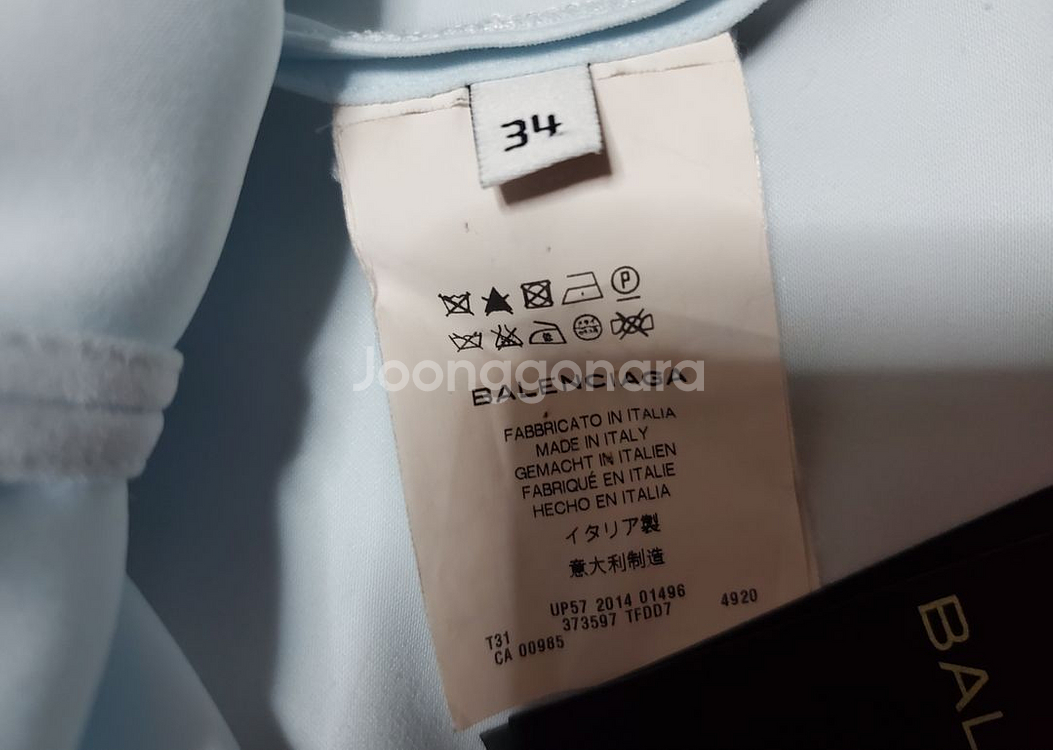 34
P
Joonggonara
BALENCIAGA
FABBRICATO IN ITALIA
MADE IN ITALY
GEMACHT IN ITALIEN
FABRIQUÉ EN ITALIE
HECHO EN ITALIA
イタリア製
意大利制造
UP57 2014 01496 4920
373597 TFDD7
T31
CA 00985
BAL